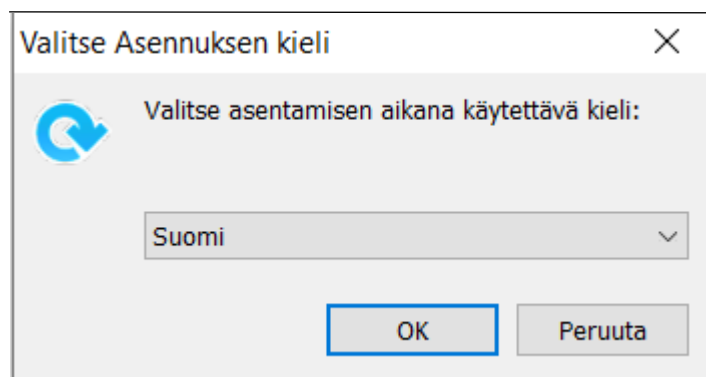 Valitse Asennuksen kieli
Valitse asentamisen aikana käytettävä kieli:
Suomi
OK Peruuta